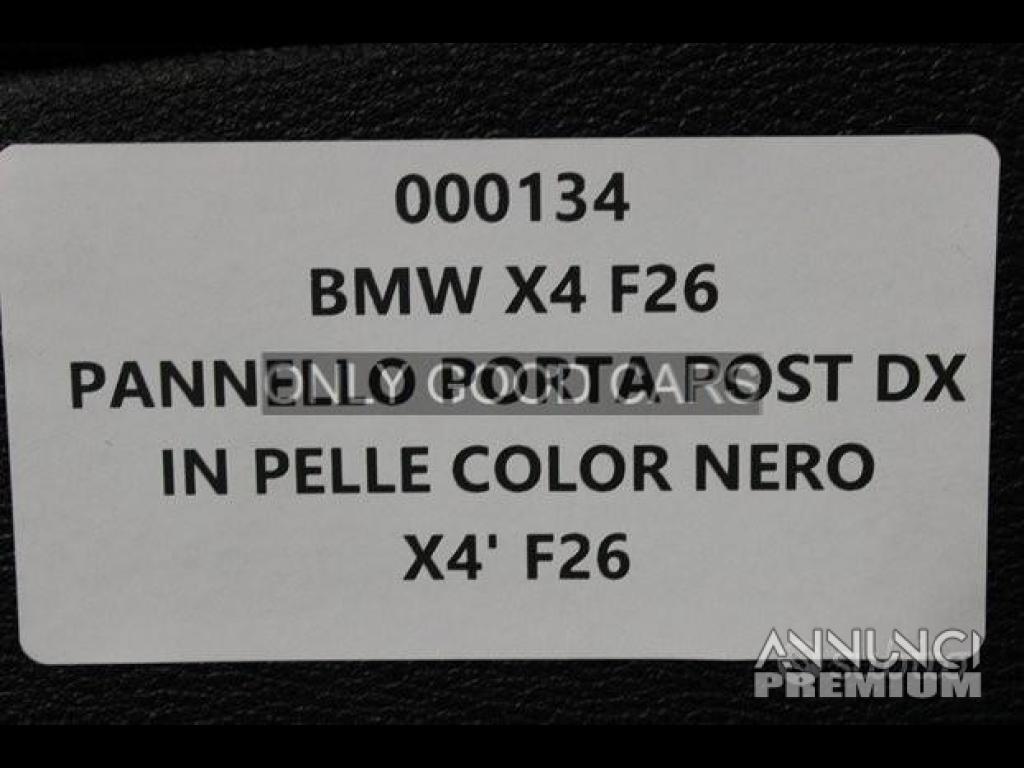 000134
BMW X4 F26
PANNELLO PORTA POST DX
ONLY GOOD CARS
IN PELLE COLOR NERO
X4' F26
ANNUNCI
PREMIUM